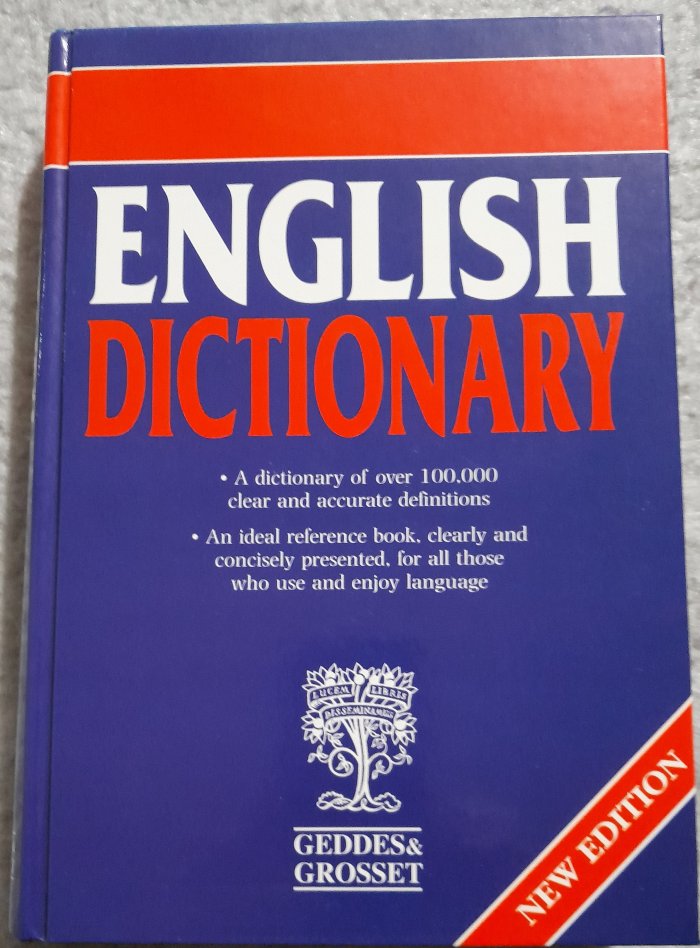 ENGLISH
DICTIONARY
• A dictionary of over 100,000
clear and accurate definitions
• An ideal reference book, clearly and
concisely presented, for all those
who use and enjoy language
LUCEM LIBRIS
DISSEMINAMUS
GEDDES&
GROSSET
NEW EDITION